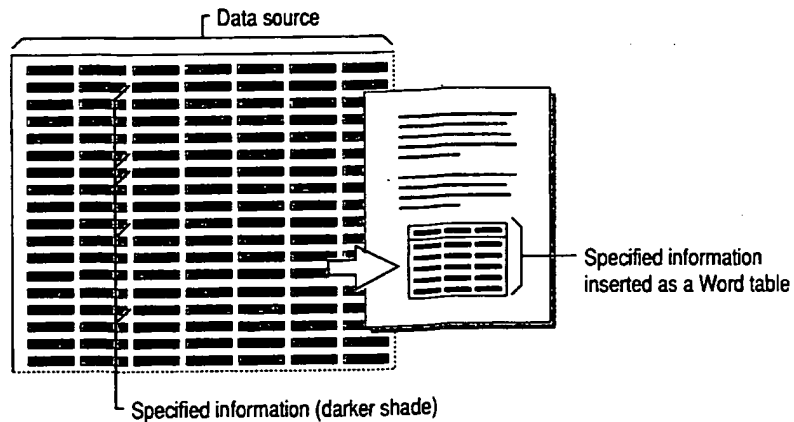 Data source
Specified information
inserted as a Word table
Specified information (darker shade)